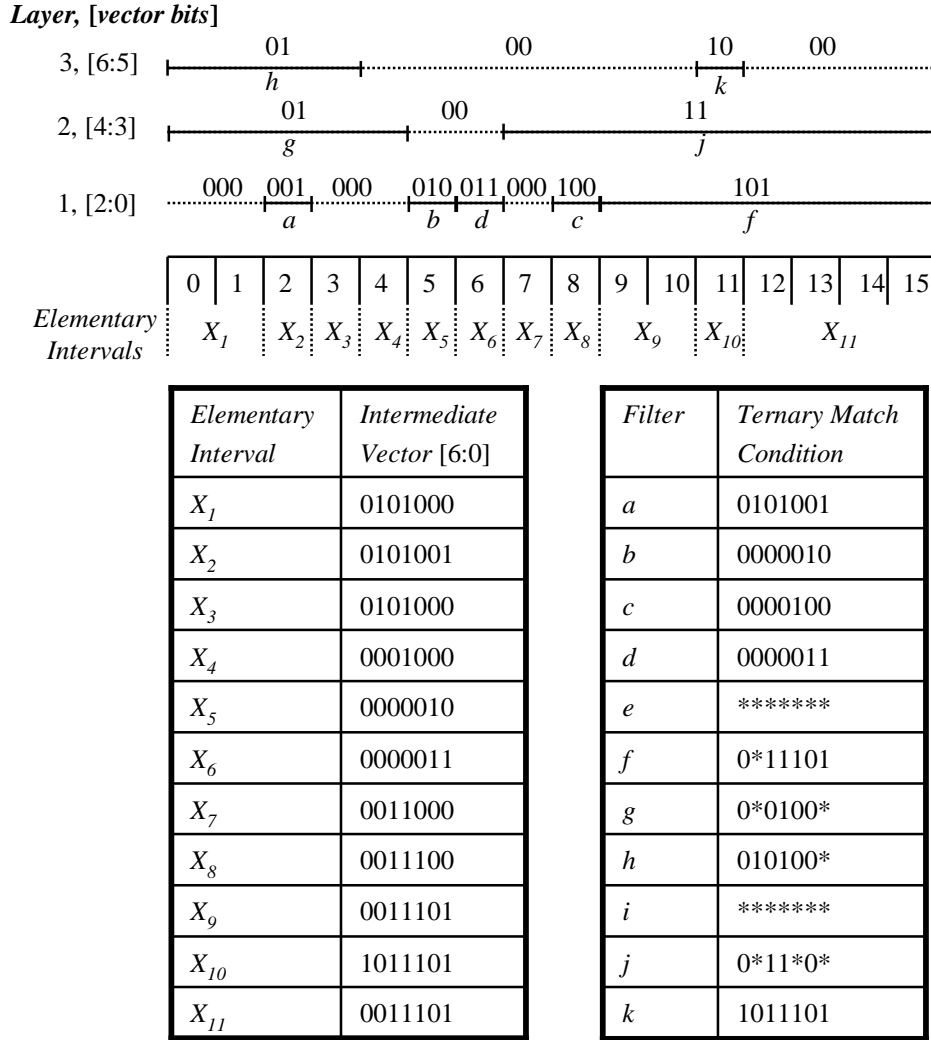 Layer, [vector bits]
01 00 10 00
3, [6:5]
h k
01 00 11
2, [4:3]
g j
000 001 000 010 011 000 100 101
1, [2:0]
a b d c f
0 1 2 3 4 5 6 7 8 9 10 11 12 13 14 15
Elementary
Intervals
X1 X2 X3 X4 X5 X6 X7 X8 X9 X10 X11
Elementary Interval Intermediate Vector [6:0]
X1 0101000
X2 0101001
X3 0101000
X4 0001000
X5 0000010
X6 0000011
X7 0011000
X8 0011100
X9 0011101
X10 1011101
X11 0011101
Filter Ternary Match Condition
a 0101001
b 0000010
c 0000100
d 0000011
e *******
f 0*11101
g 0*0100*
h 010100*
i *******
j 0*11*0*
k 1011101